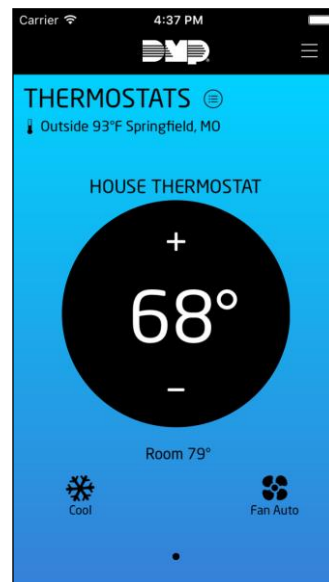 Carrier 4:37 PM
DMP
THERMOSTATS
Outside 93°F Springfield, MO
HOUSE THERMOSTAT
+
68°
−
Room 79°
Cool Fan Auto